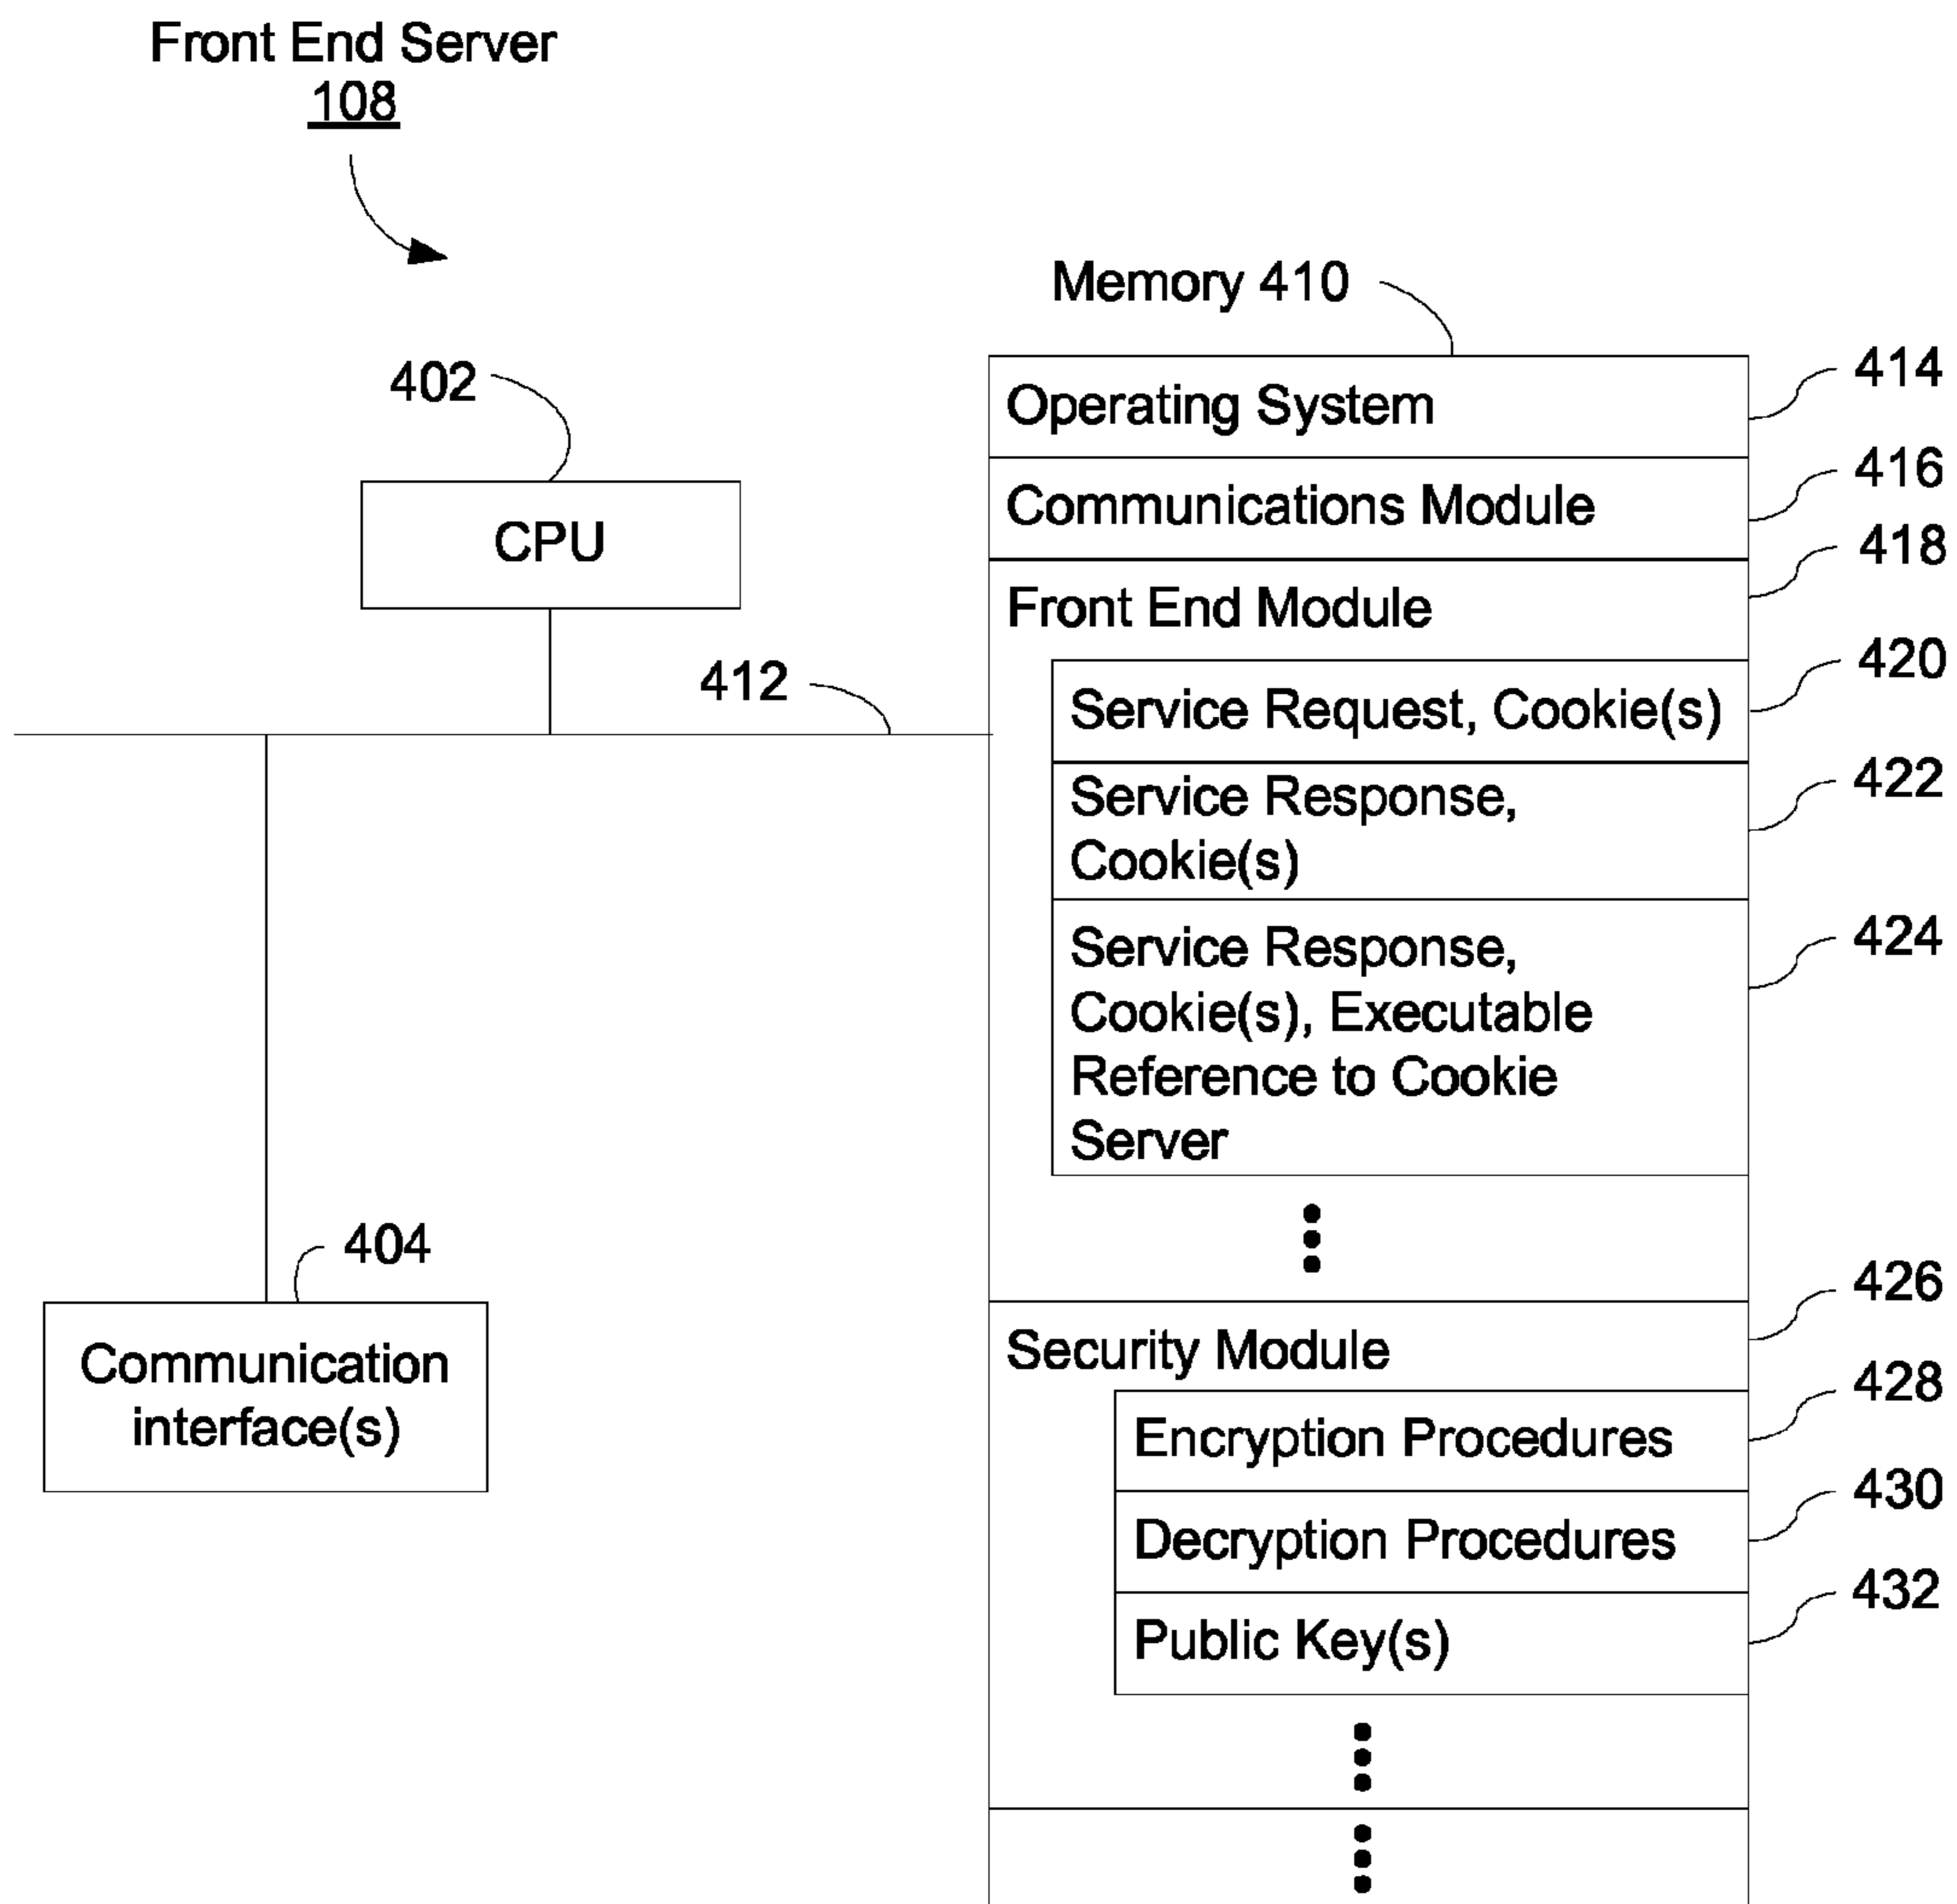 Front End Server
108
Memory 410
414
402
Operating System
416
Communications Module
CPU
418
Front End Module
420
412
Service Request, Cookie(s)
422
Service Response,
Cookie(s)
424
Service Response,
Cookie(s), Executable
Reference to Cookie
Server
404
426
Communication
interface(s)
Security Module
428
Encryption Procedures
430
Decryption Procedures
432
Public Key(s)